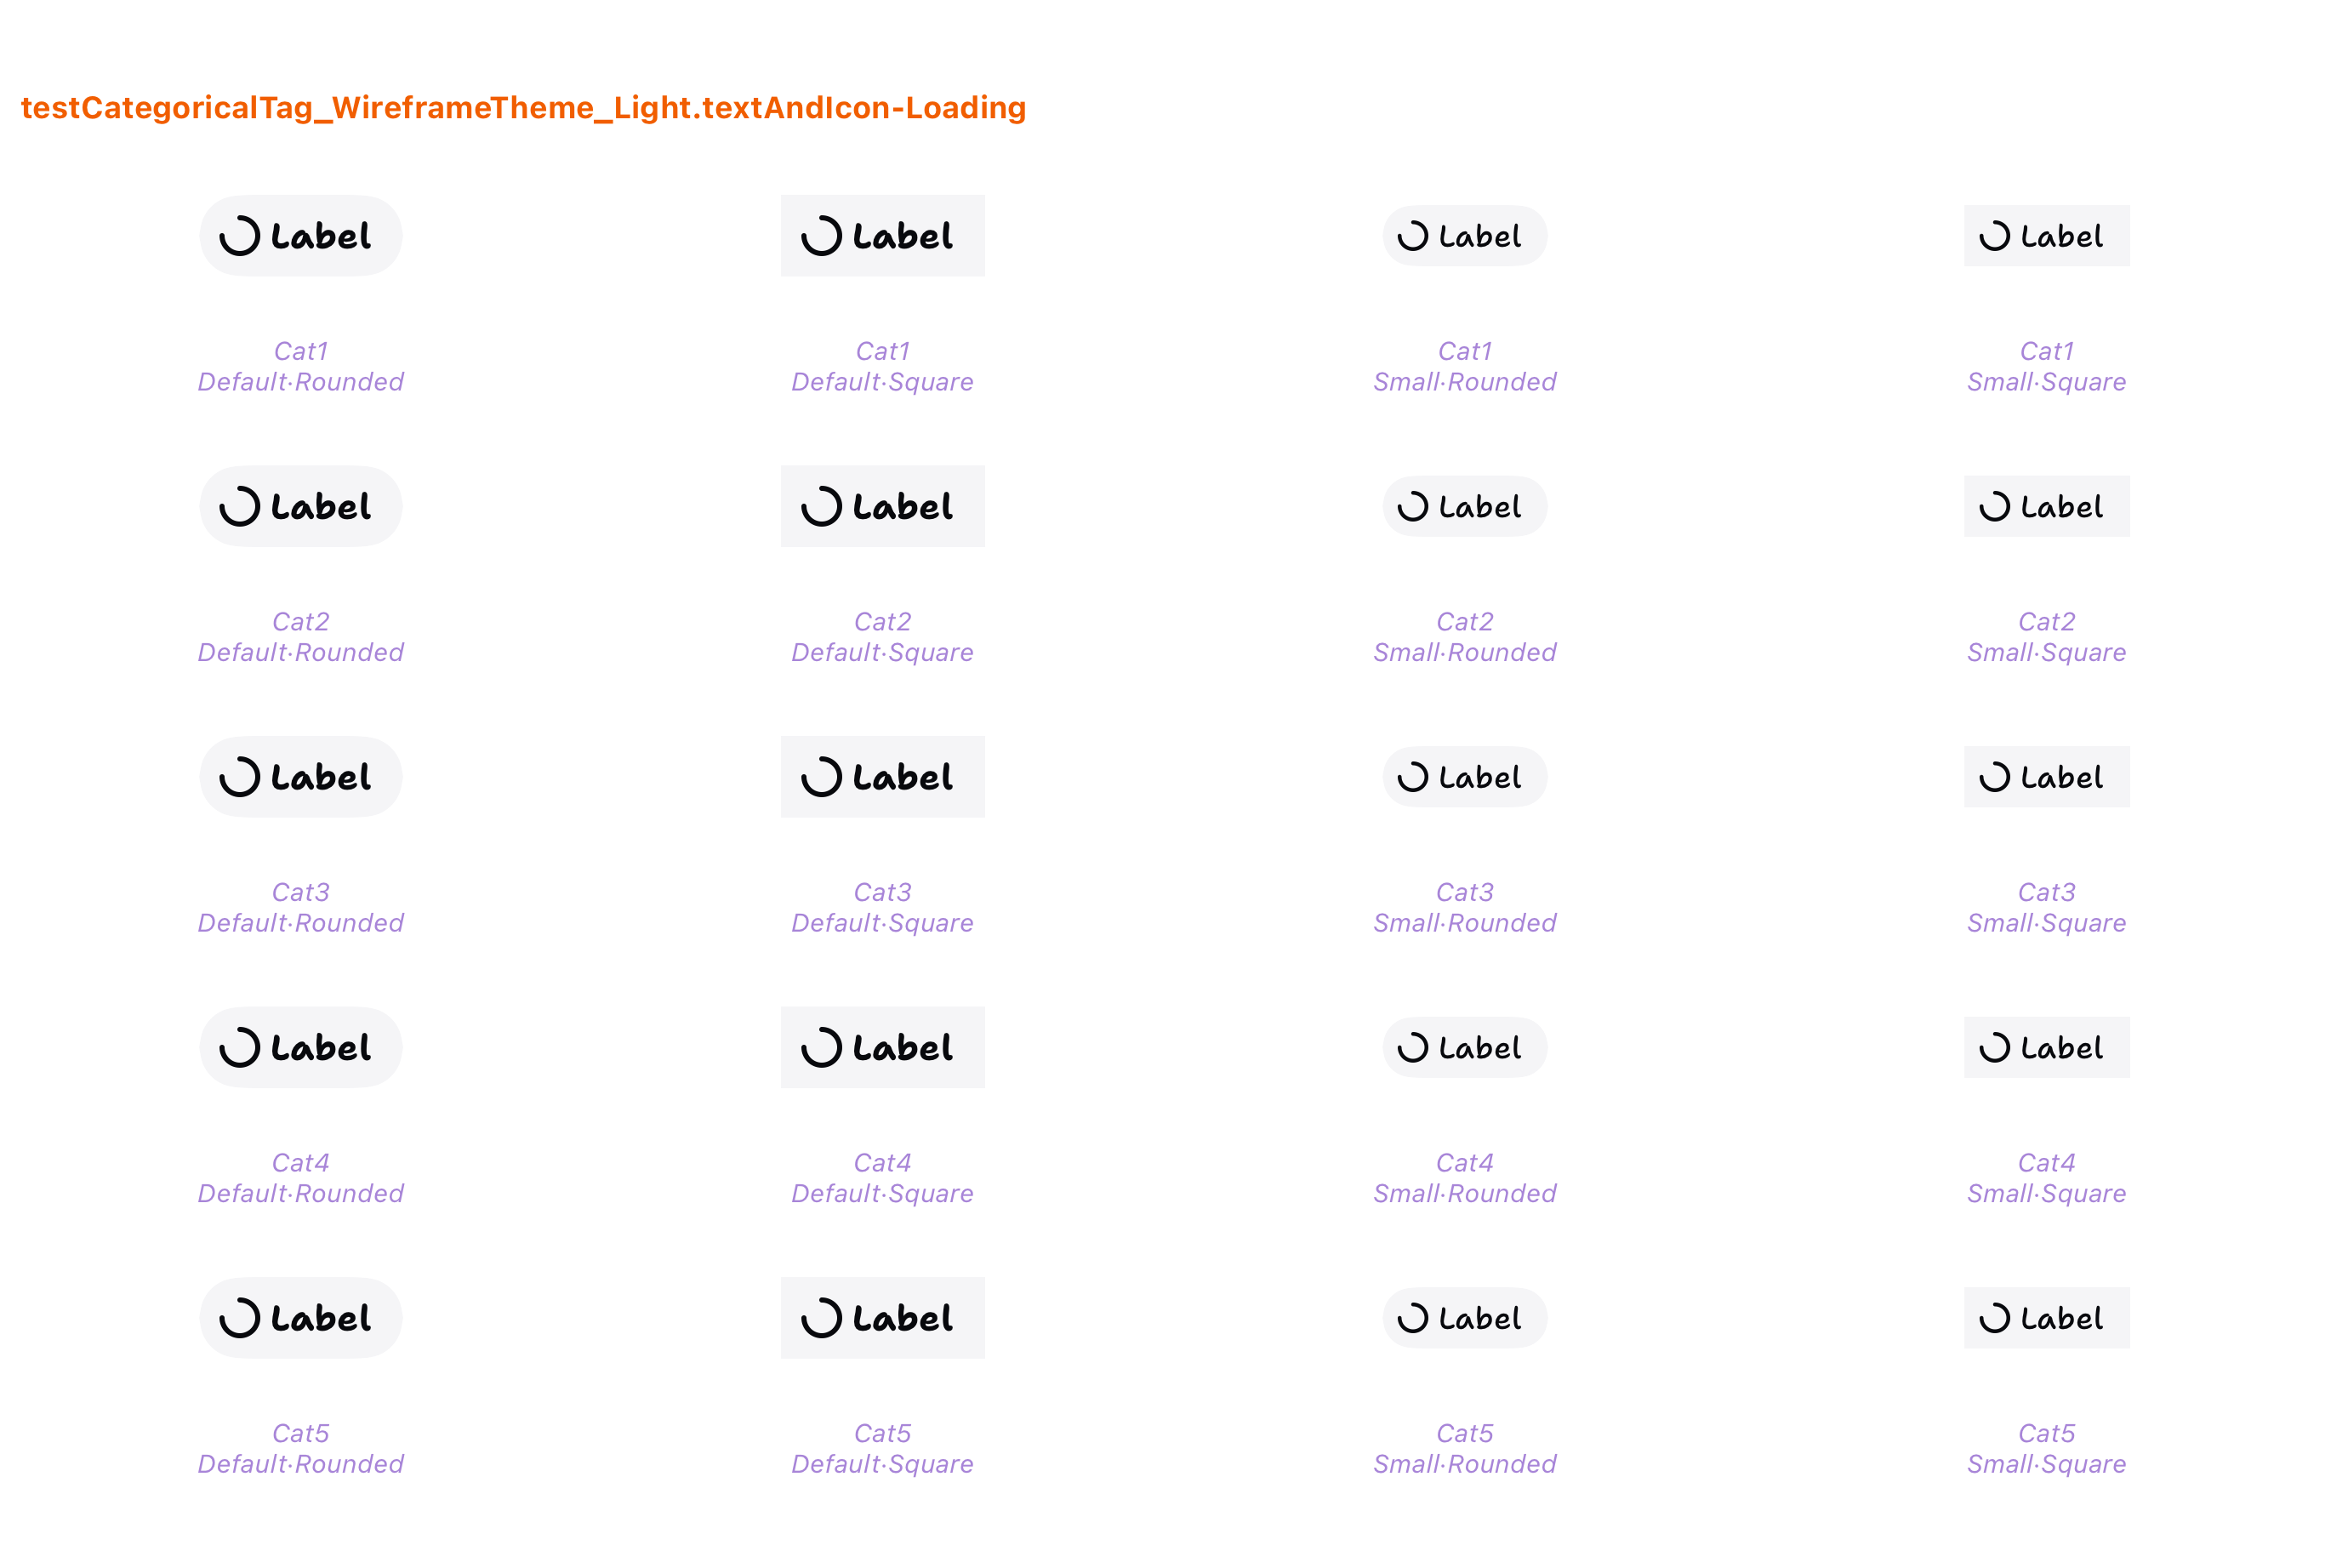 testCategoricalTag_WireframeTheme_Light.textAndIcon-Loading
Label Label Label Label
Cat1 Cat1 Cat1 Cat1
Default·Rounded Default·Square Small·Rounded Small·Square
Label Label Label Label
Cat2 Cat2 Cat2 Cat2
Default·Rounded Default·Square Small·Rounded Small·Square
Label Label Label Label
Cat3 Cat3 Cat3 Cat3
Default·Rounded Default·Square Small·Rounded Small·Square
Label Label Label Label
Cat4 Cat4 Cat4 Cat4
Default·Rounded Default·Square Small·Rounded Small·Square
Label Label Label Label
Cat5 Cat5 Cat5 Cat5
Default·Rounded Default·Square Small·Rounded Small·Square